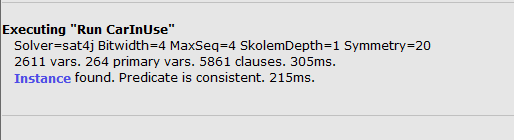 Executing "Run CarInUse"
Solver=sat4j Bitwidth=4 MaxSeq=4 SkolemDepth=1 Symmetry=20
2611 vars. 264 primary vars. 5861 clauses. 305ms.
Instance found. Predicate is consistent. 215ms.